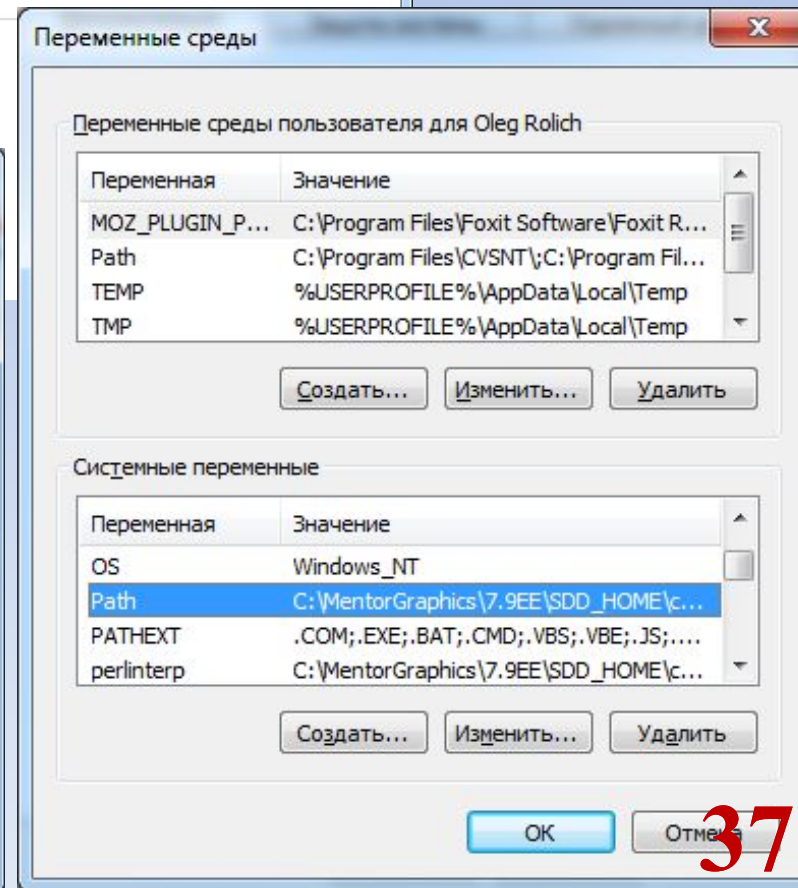 Переменные среды
Переменные среды пользователя для Oleg Rolich
Переменная Значение
MOZ_PLUGIN_P... C:\Program Files\Foxit Software\Foxit R...
Path C:\Program Files\CVSNT\;C:\Program Fil...
TEMP %USERPROFILE%\AppData\Local\Temp
TMP %USERPROFILE%\AppData\Local\Temp
Создать... Изменить... Удалить
Системные переменные
Переменная Значение
OS Windows_NT
Path C:\MentorGraphics\7.9EE\SDD_HOME\c...
PATHEXT .COM;.EXE;.BAT;.CMD;.VBS;.VBE;.JS;....
perlinterp C:\MentorGraphics\7.9EE\SDD_HOME\c...
Создать... Изменить... Удалить
OK Отмена
37